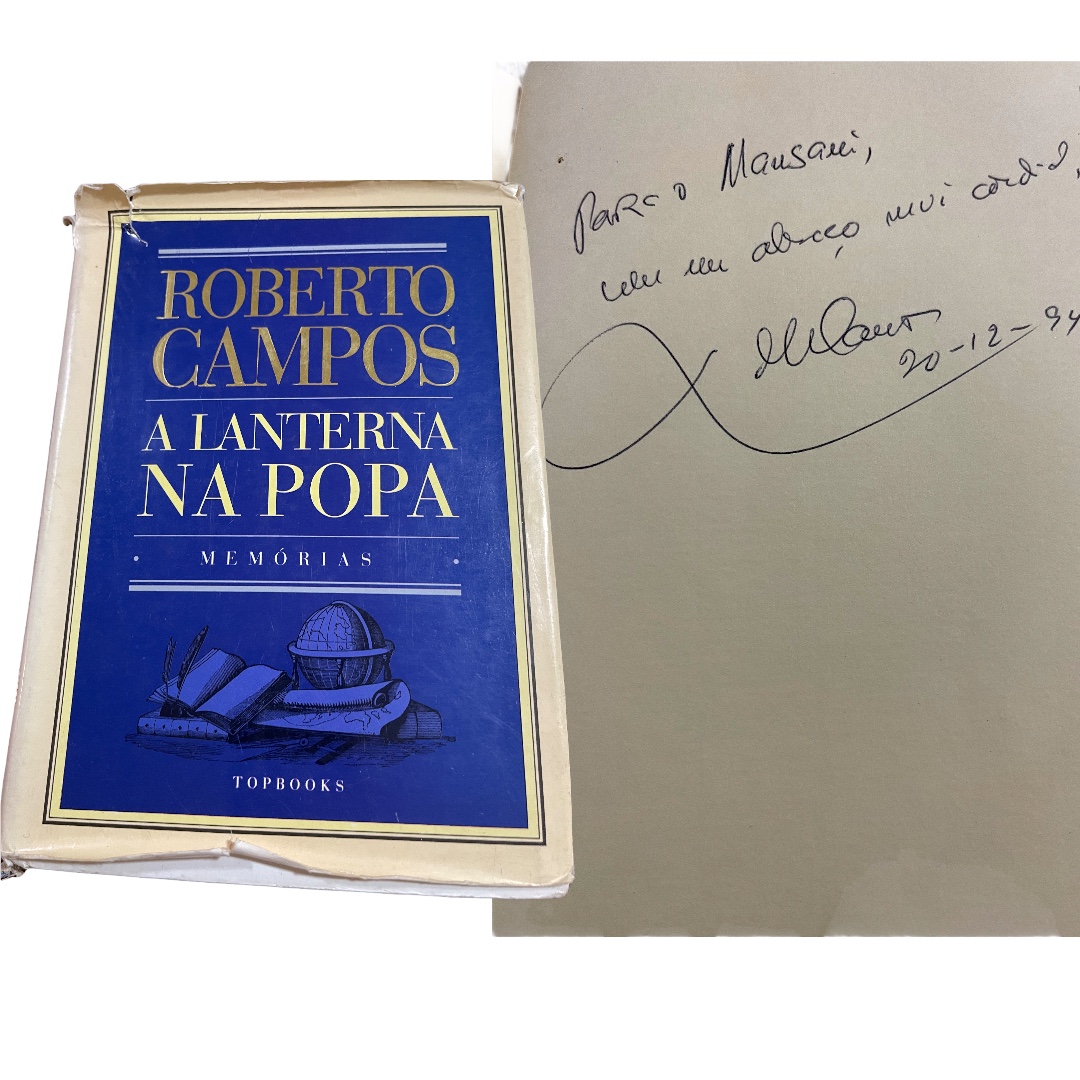 ROBERTO
CAMPOS
A LANTERNA
NA POPA
MEMÓRIAS
TOPBOOKS
Para o Mansani,
com um abraço mui cordial,
20-12-94